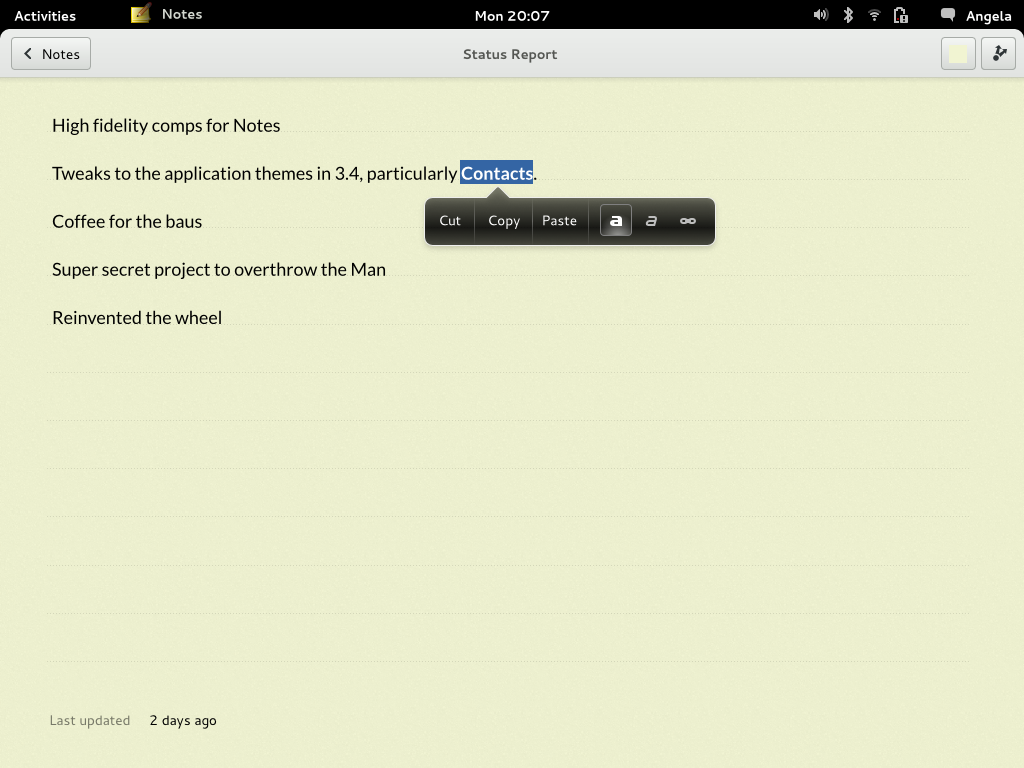 Activities Notes Mon 20:07 Angela
Notes Status Report
High fidelity comps for Notes
Tweaks to the application themes in 3.4, particularly Contacts.
Cut Copy Paste a a
Coffee for the baus
Super secret project to overthrow the Man
Reinvented the wheel
Last updated 2 days ago